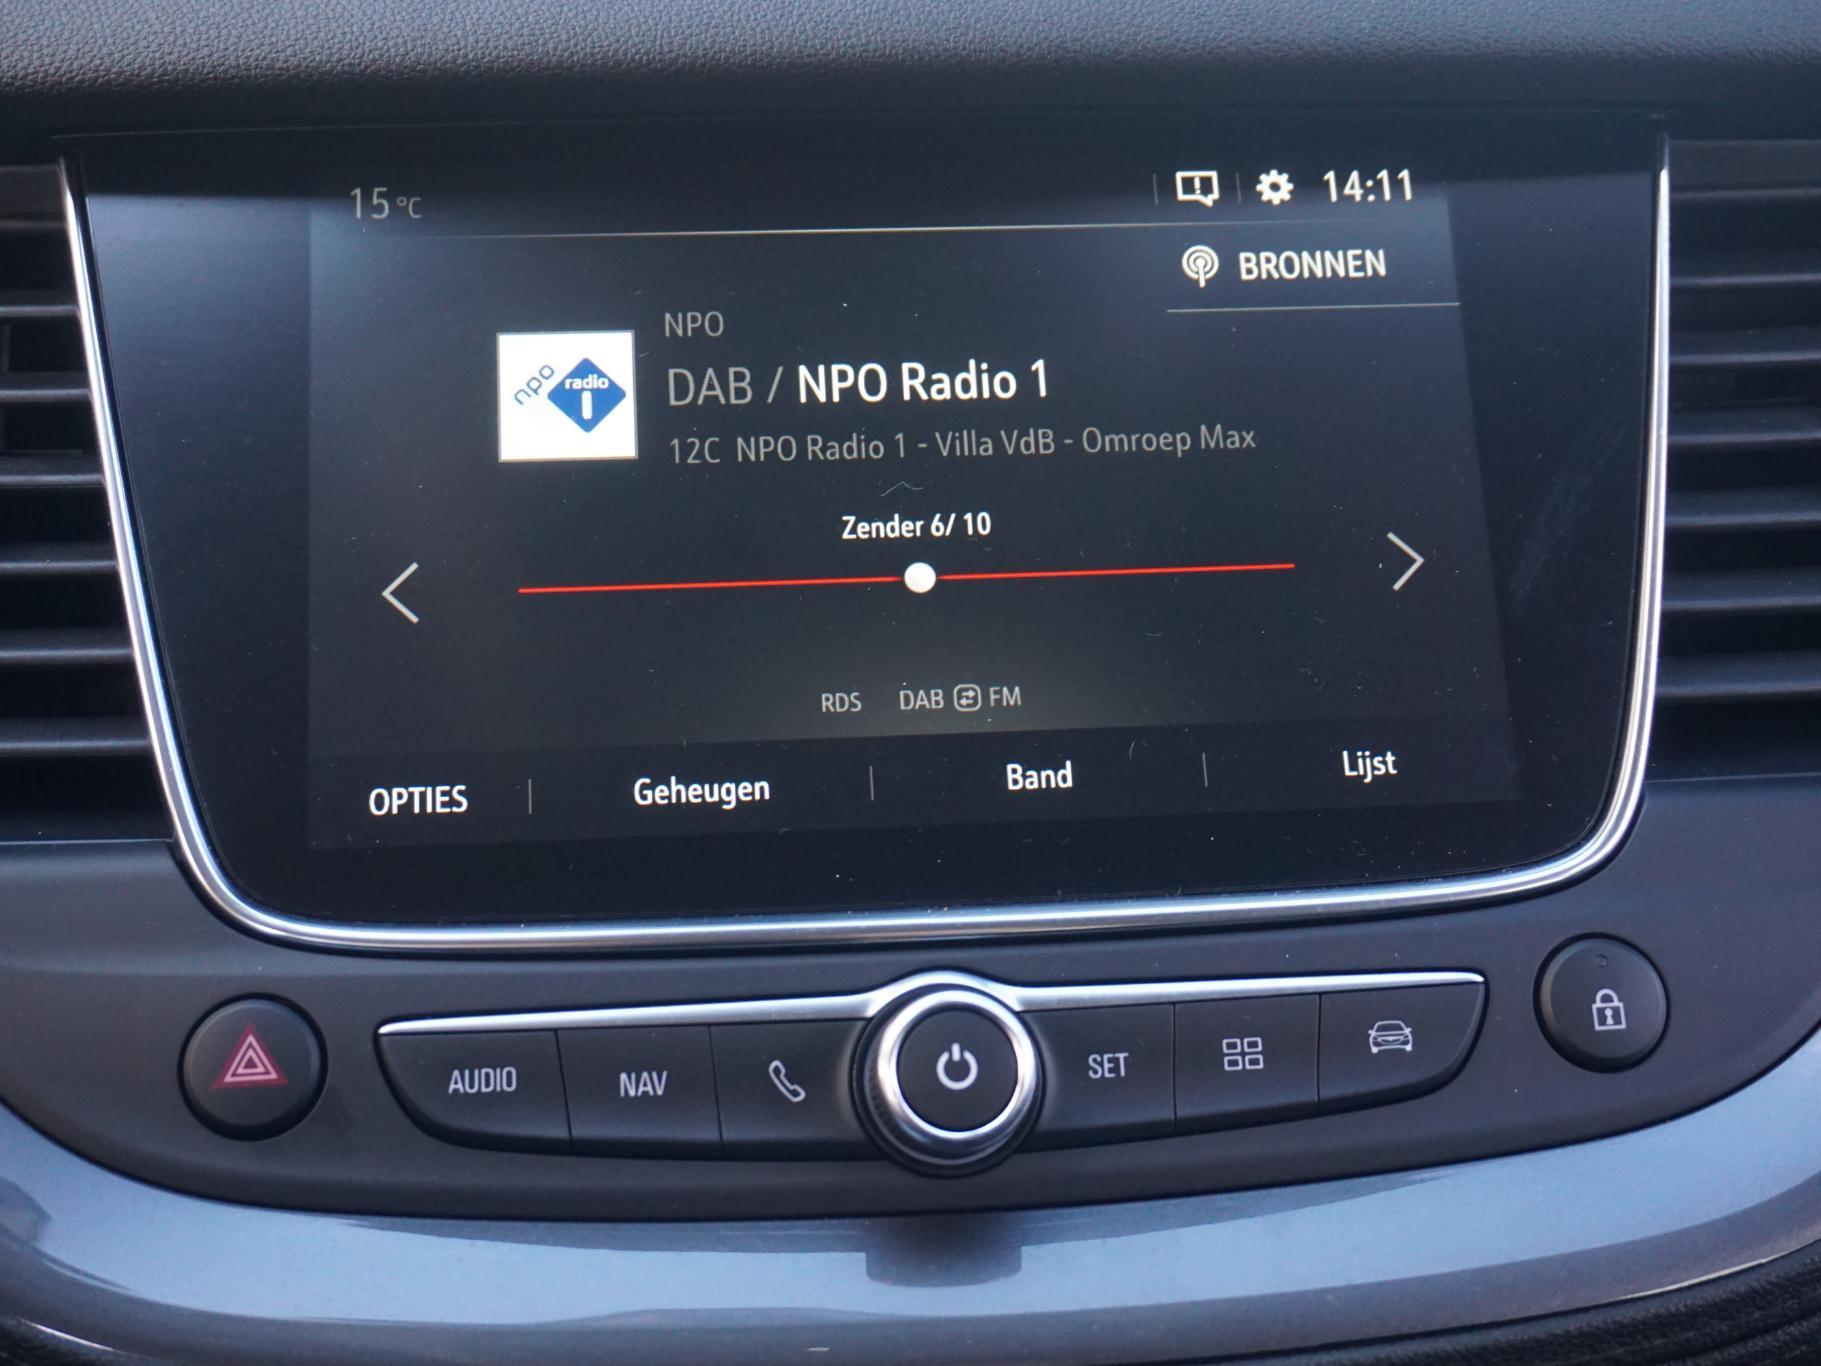 15 °C
14:11
BRONNEN
NPO
npo radio 1
DAB / NPO Radio 1
12C NPO Radio 1 - Villa VdB - Omroep Max
Zender 6/ 10
RDS DAB FM
OPTIES Geheugen Band Lijst
AUDIO NAV SET